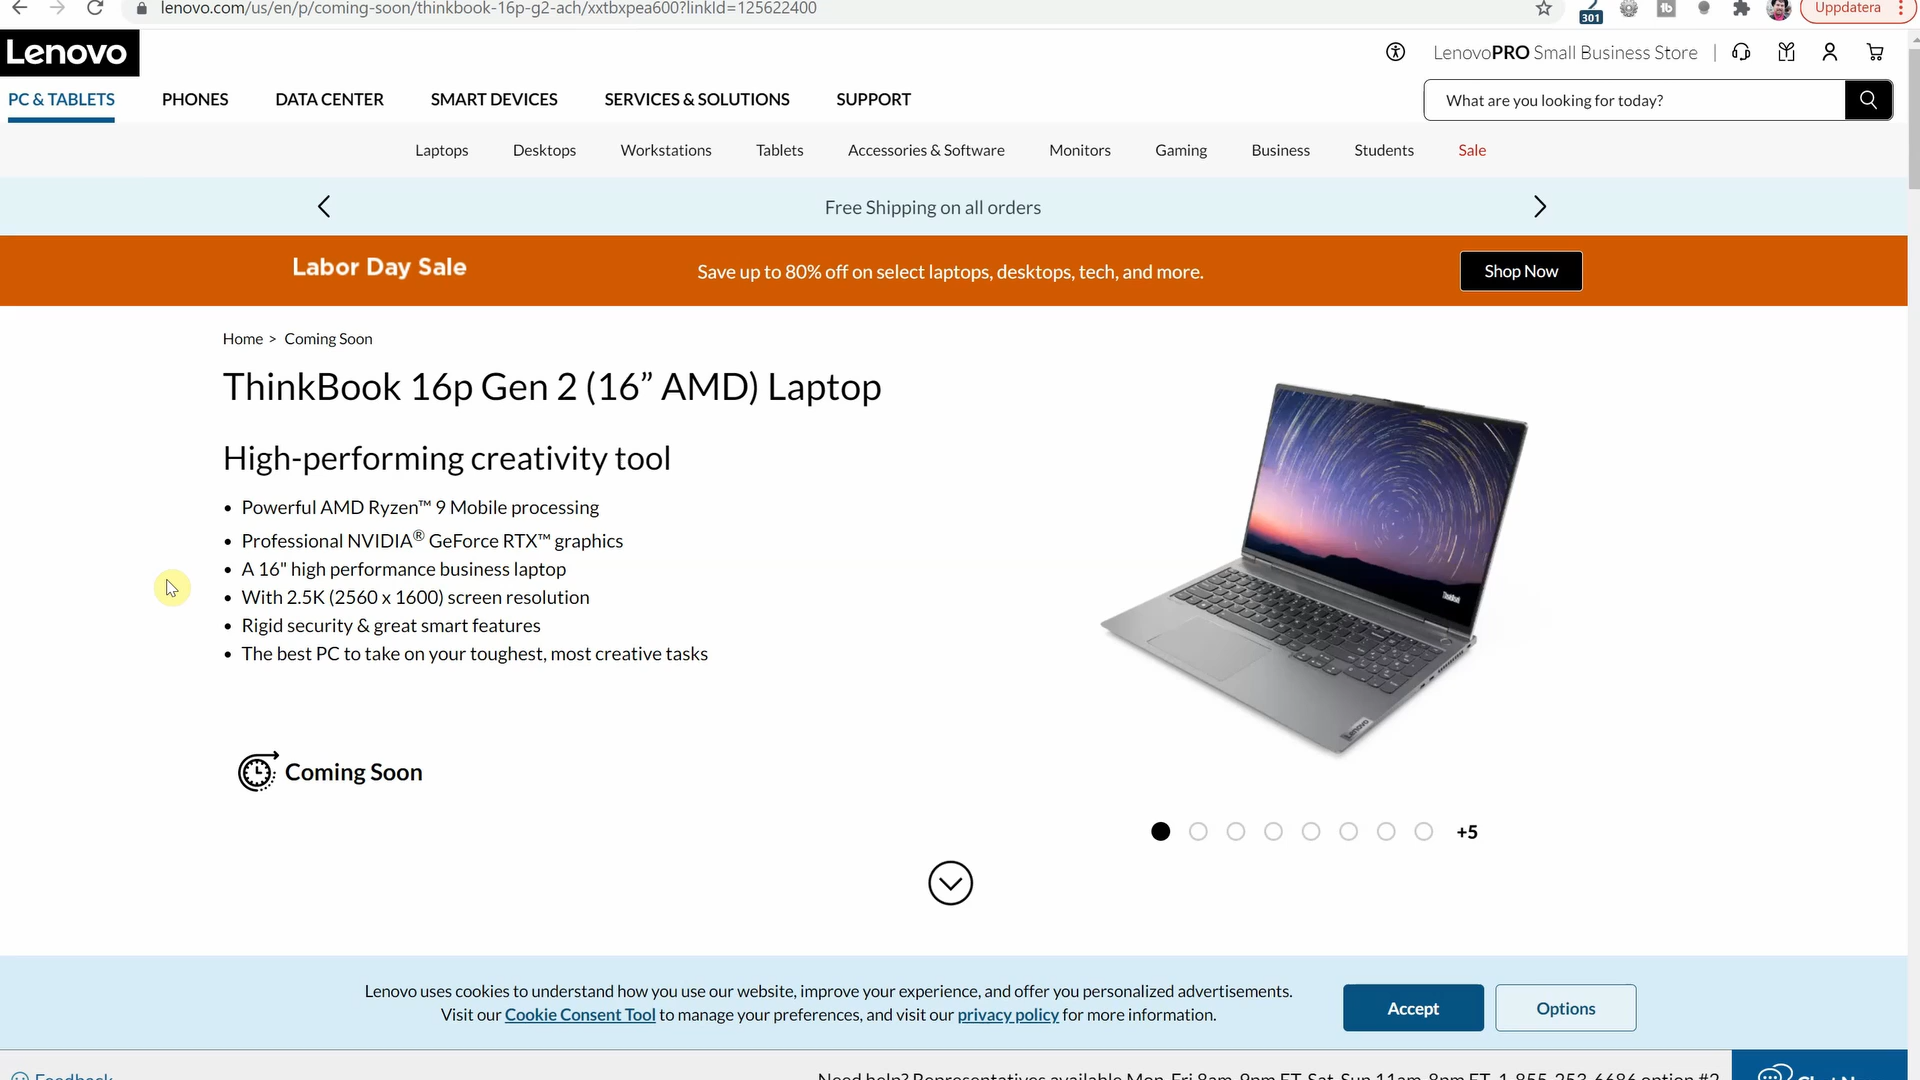 lenovo.com/us/en/p/coming-soon/thinkbook-16p-g2-ach/xxtbxpea600?linkId=125622400
301
tb
Uppdatera
Lenovo
LenovoPRO Small Business Store
PC & TABLETS
PHONES
DATA CENTER
SMART DEVICES
SERVICES & SOLUTIONS
SUPPORT
What are you looking for today?
Laptops
Desktops
Workstations
Tablets
Accessories & Software
Monitors
Gaming
Business
Students
Sale
Free Shipping on all orders
Labor Day Sale
Save up to 80% off on select laptops, desktops, tech, and more.
Shop Now
Home > Coming Soon
ThinkBook 16p Gen 2 (16” AMD) Laptop
High-performing creativity tool
• Powerful AMD Ryzen™ 9 Mobile processing
• Professional NVIDIA® GeForce RTX™ graphics
• A 16" high performance business laptop
• With 2.5K (2560 x 1600) screen resolution
• Rigid security & great smart features
• The best PC to take on your toughest, most creative tasks
ThinkBook
Lenovo
Coming Soon
+5
Lenovo uses cookies to understand how you use our website, improve your experience, and offer you personalized advertisements.
Visit our Cookie Consent Tool to manage your preferences, and visit our privacy policy for more information.
Accept
Options
Feedback
Need help? Representatives available Mon-Fri 8am-9pm ET, Sat-Sun 11am-8pm ET. 1-855-253-6686 option #2